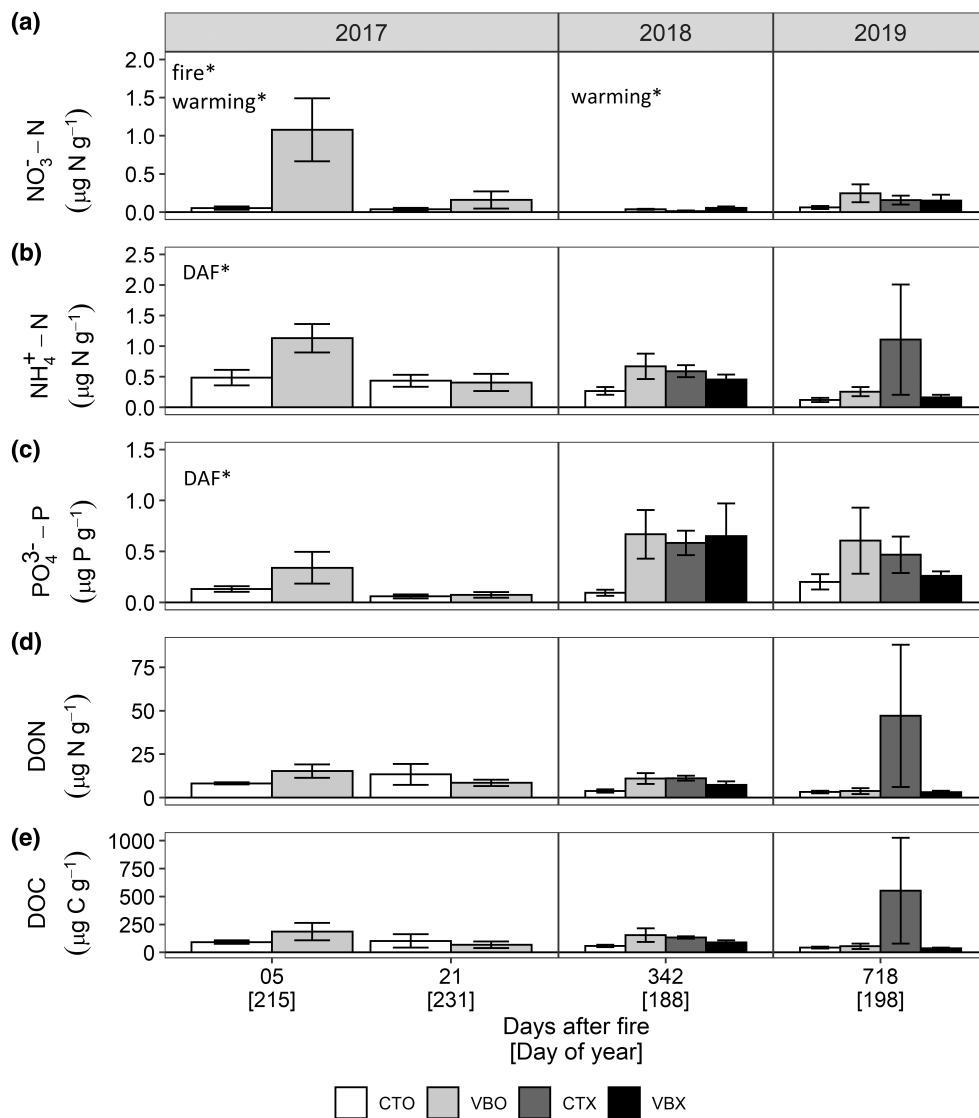 (a)
2017 2018 2019
2.0
1.5
1.0
0.5
0.0
NO₃⁻–N
(µg N g⁻¹)
fire*
warming*
warming*
(b)
2.5
2.0
1.5
1.0
0.5
0.0
NH₄⁺–N
(µg N g⁻¹)
DAF*
(c)
1.5
1.0
0.5
0.0
PO₄³⁻–P
(µg P g⁻¹)
DAF*
(d)
75
50
25
0
DON
(µg N g⁻¹)
(e)
1000
750
500
250
0
DOC
(µg C g⁻¹)
05 21 342 718
[215] [231] [188] [198]
Days after fire
[Day of year]
CTO VBO CTX VBX